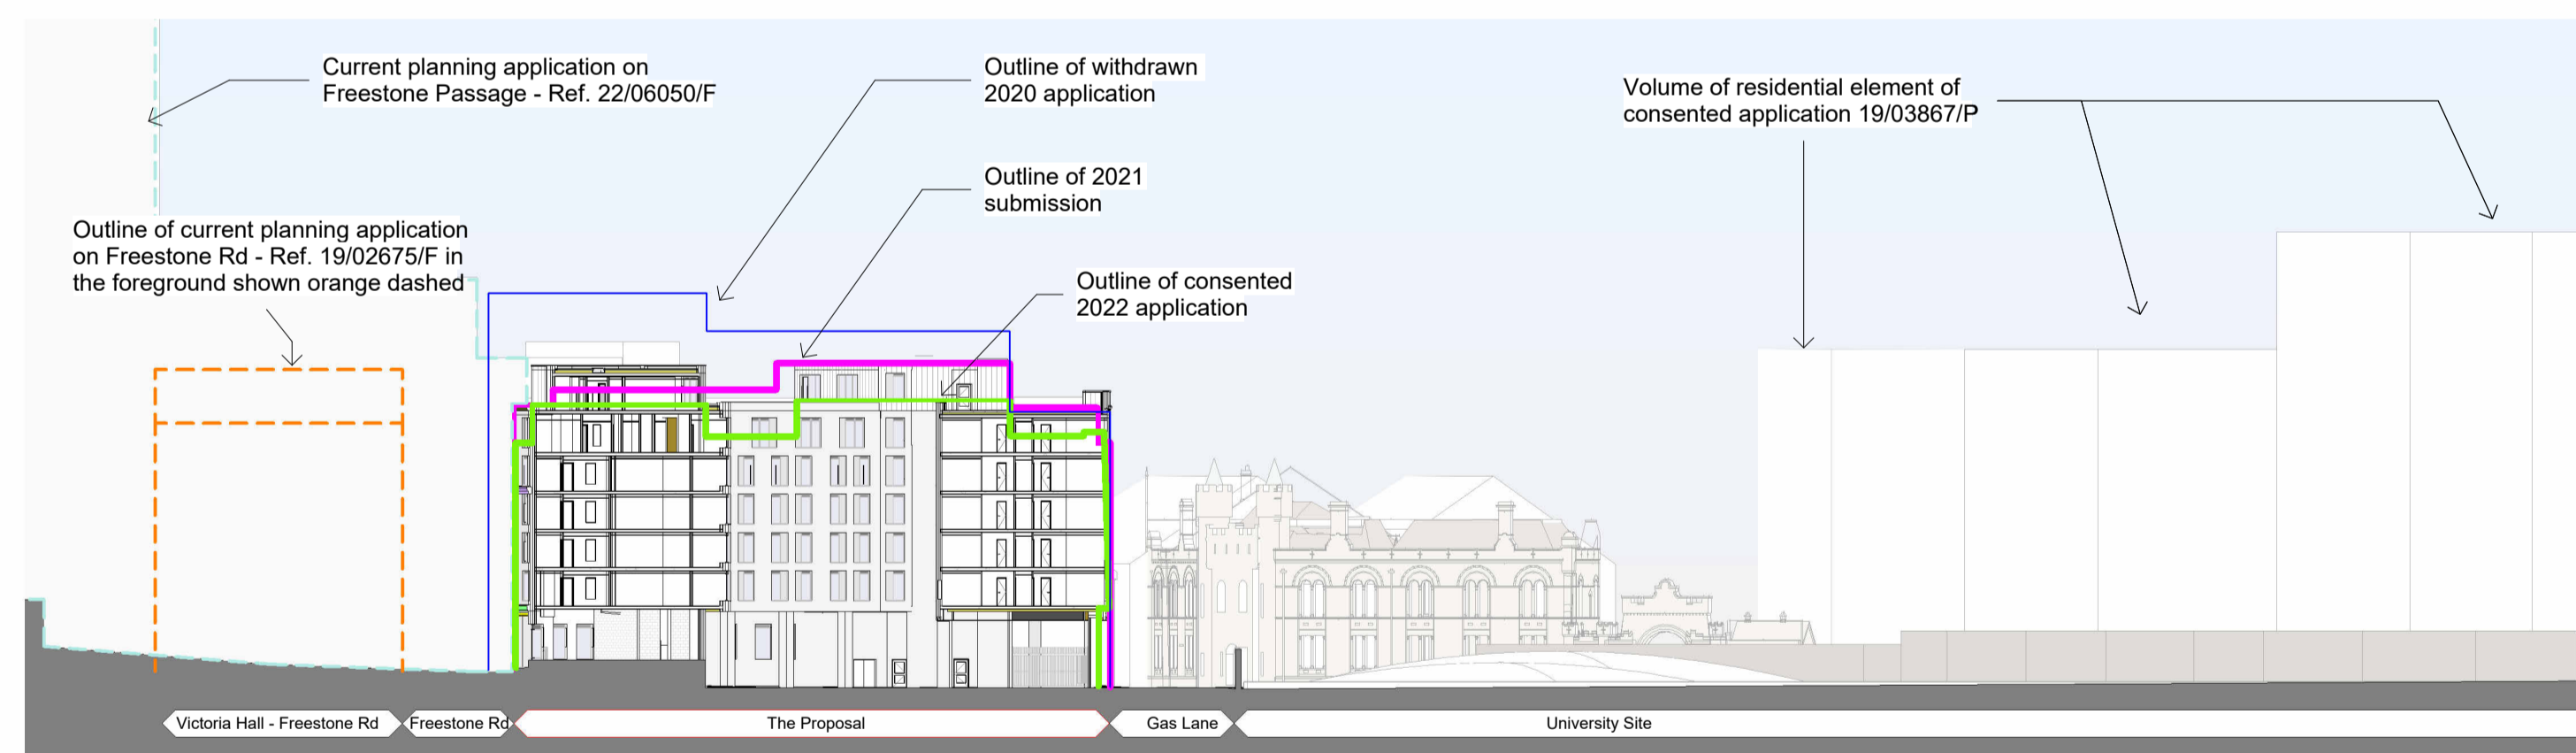 Current planning application on
Freestone Passage - Ref. 22/06050/F
Outline of withdrawn
2020 application
Volume of residential element of
consented application 19/03867/P
Outline of 2021
submission
Outline of current planning application
on Freestone Rd - Ref. 19/02675/F in
the foreground shown orange dashed
Outline of consented
2022 application
Victoria Hall - Freestone Rd
Freestone Rd
The Proposal
Gas Lane
University Site